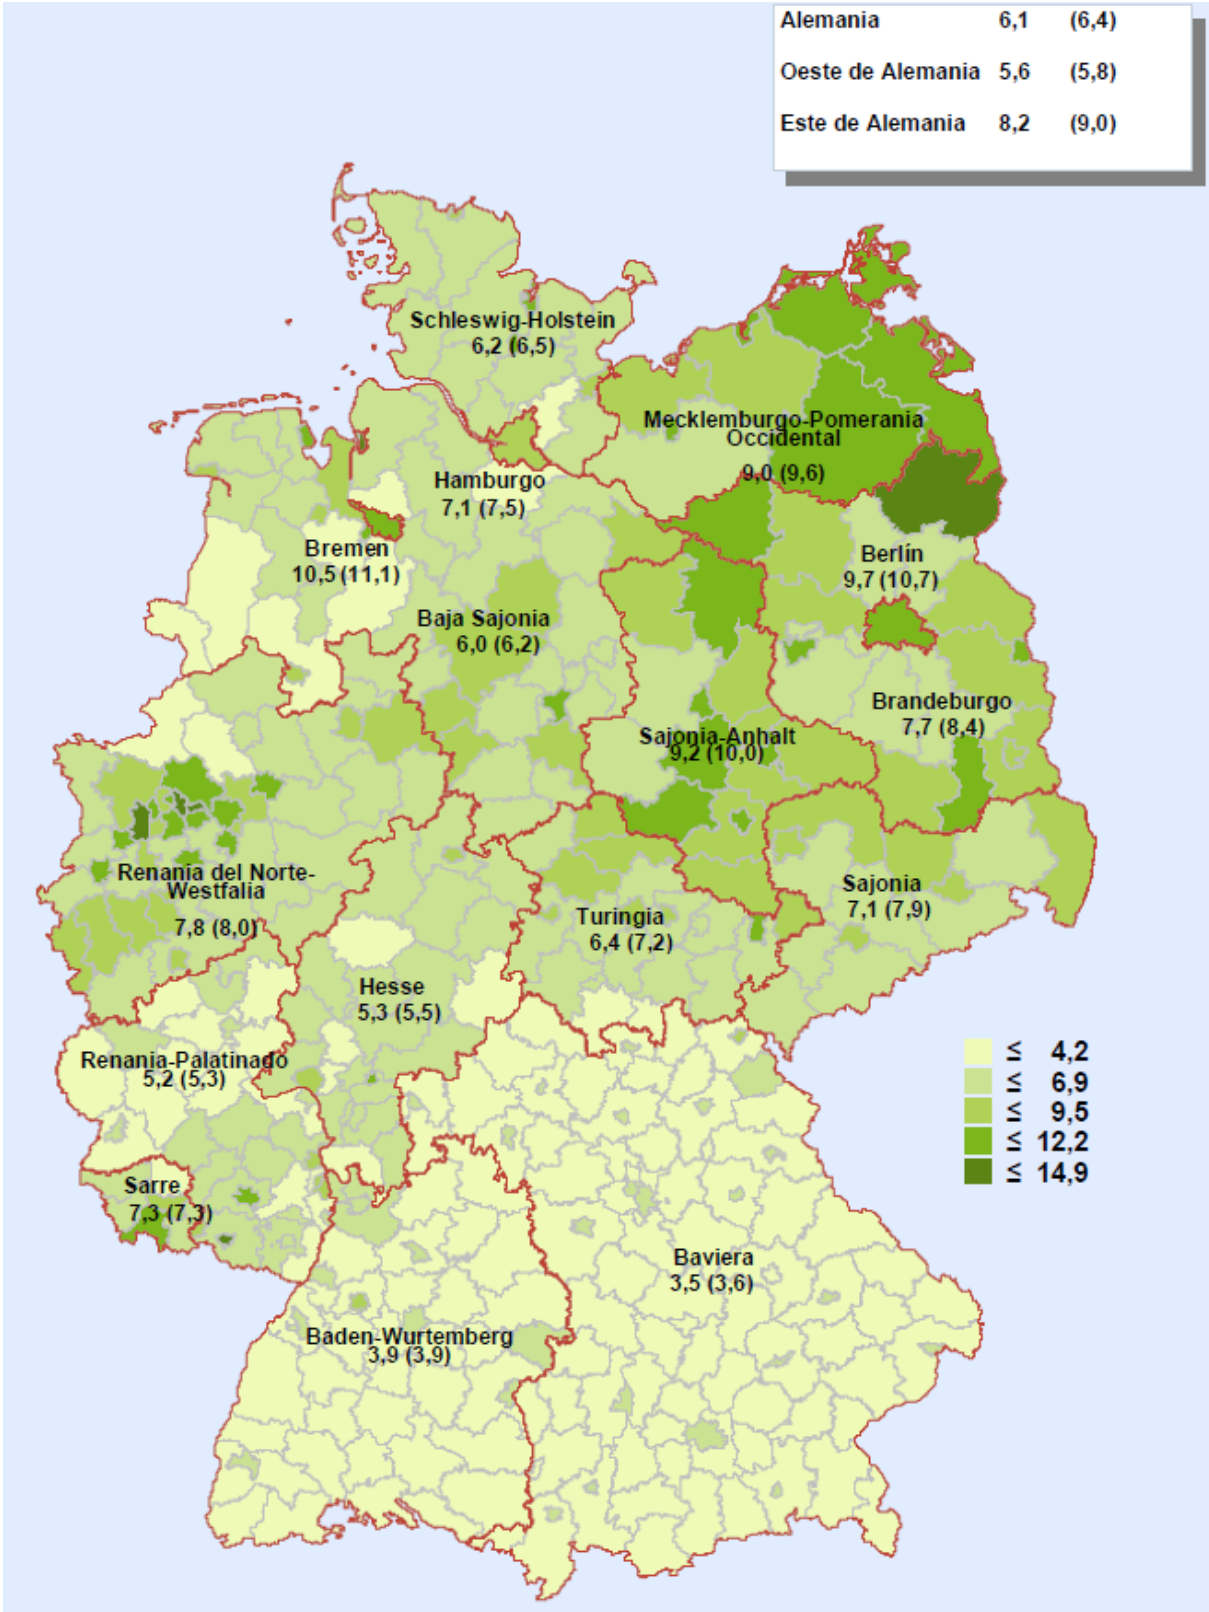 Alemania 6,1 (6,4)
Oeste de Alemania 5,6 (5,8)
Este de Alemania 8,2 (9,0)
Schleswig-Holstein
6,2 (6,5)
Mecklemburgo-Pomerania
Occidental
9,0 (9,6)
Hamburgo
7,1 (7,5)
Bremen
10,5 (11,1)
Berlín
9,7 (10,7)
Baja Sajonia
6,0 (6,2)
Brandeburgo
7,7 (8,4)
Sajonia-Anhalt
9,2 (10,0)
Renania del Norte-
Westfalia
7,8 (8,0)
Sajonia
7,1 (7,9)
Turingia
6,4 (7,2)
Hesse
5,3 (5,5)
Renania-Palatinado
5,2 (5,3)
≤ 4,2
≤ 6,9
≤ 9,5
≤ 12,2
≤ 14,9
Sarre
7,3 (7,3)
Baviera
3,5 (3,6)
Baden-Wurtemberg
3,9 (3,9)